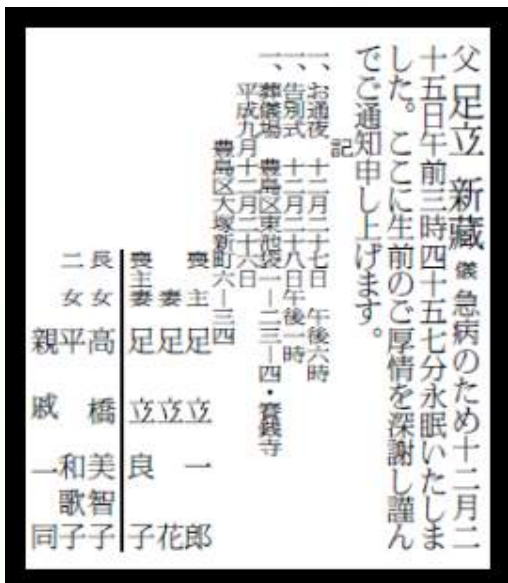 父 足立 新藏 儀 急病のため十二月二
十五日午前三時四十五七分永眠いたしま
した。ここに生前のご厚情を深謝し謹ん
でご通知申し上げます。
記
一、お通夜 十二月二十七日 午後六時
一、告別式 十二月二十八日午後一時
一、葬儀場 豊島区東池袋一ー二三ー四・賽銭寺
平成九月十二月二十六日
豊島区大塚新町六ー三四
喪主 足立 一郎
妻 足立 花
喪主妻 足立 良子
長女 高橋 美智子
二女 平 和歌子
親戚一同